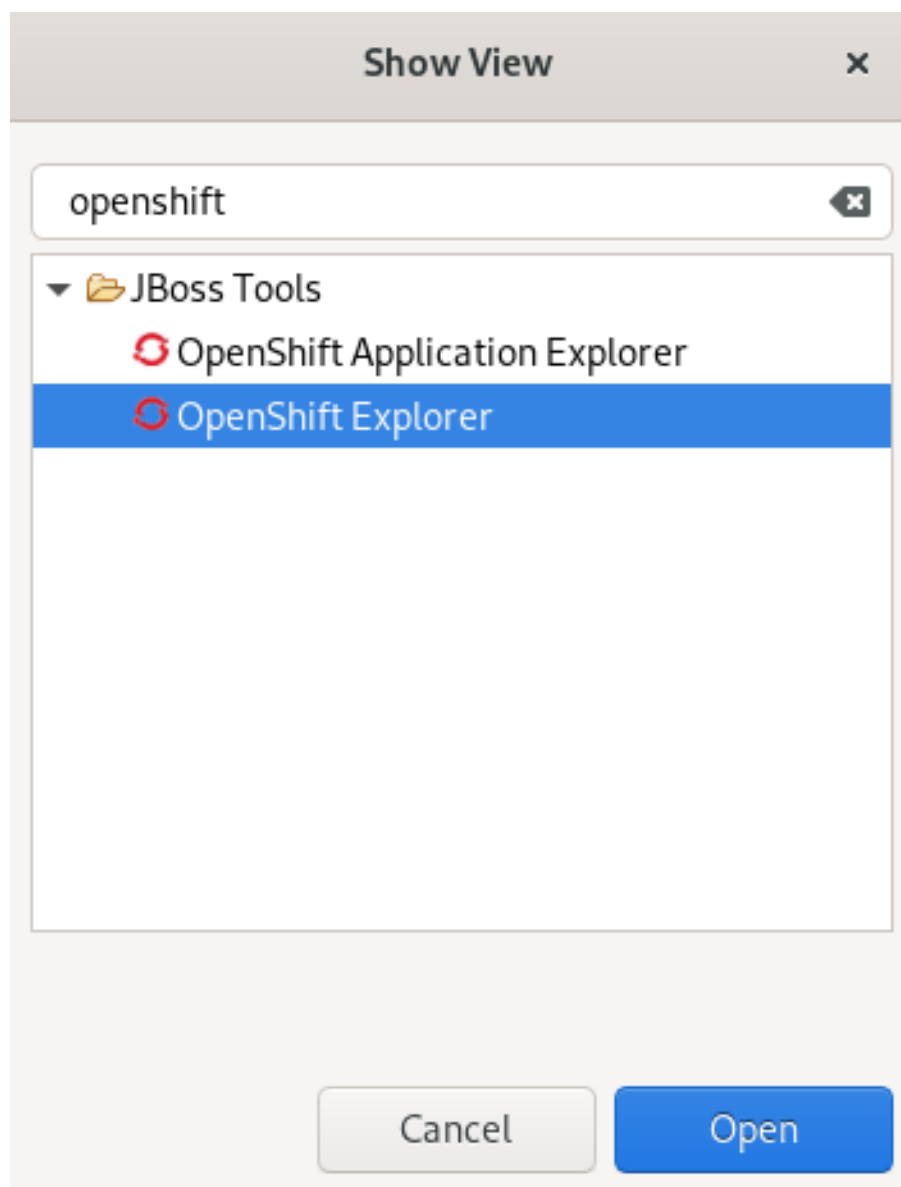 Show View
openshift
JBoss Tools
OpenShift Application Explorer
OpenShift Explorer
Cancel Open